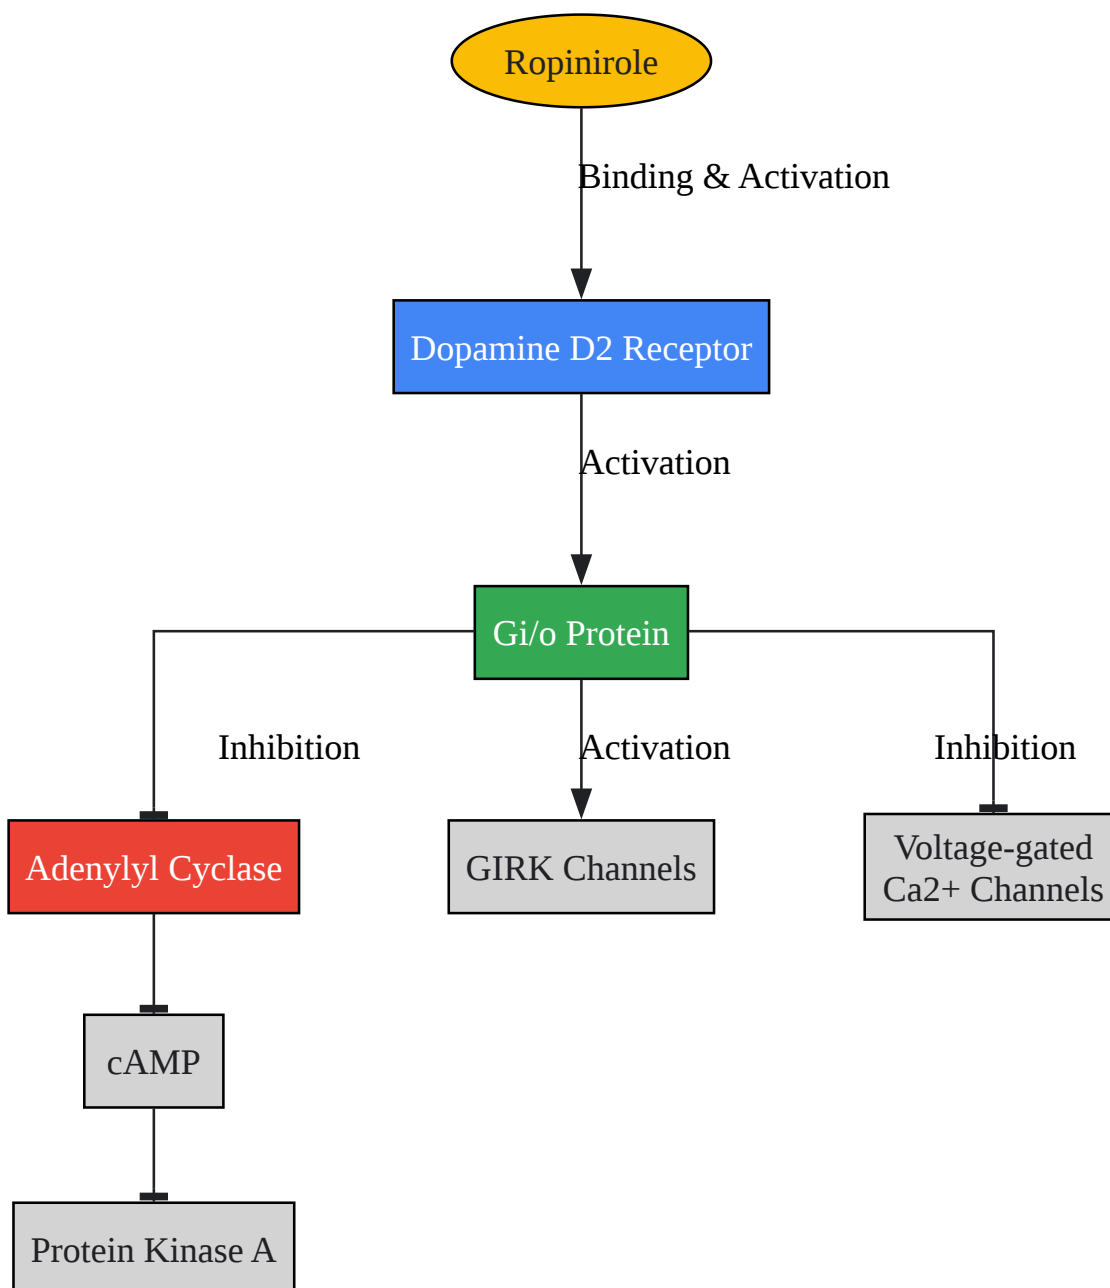 Ropinirole
Binding & Activation
Dopamine D2 Receptor
Activation
Gi/o Protein
Inhibition
Activation
Inhibition
Adenylyl Cyclase
GIRK Channels
Voltage-gated
Ca2+ Channels
cAMP
Protein Kinase A